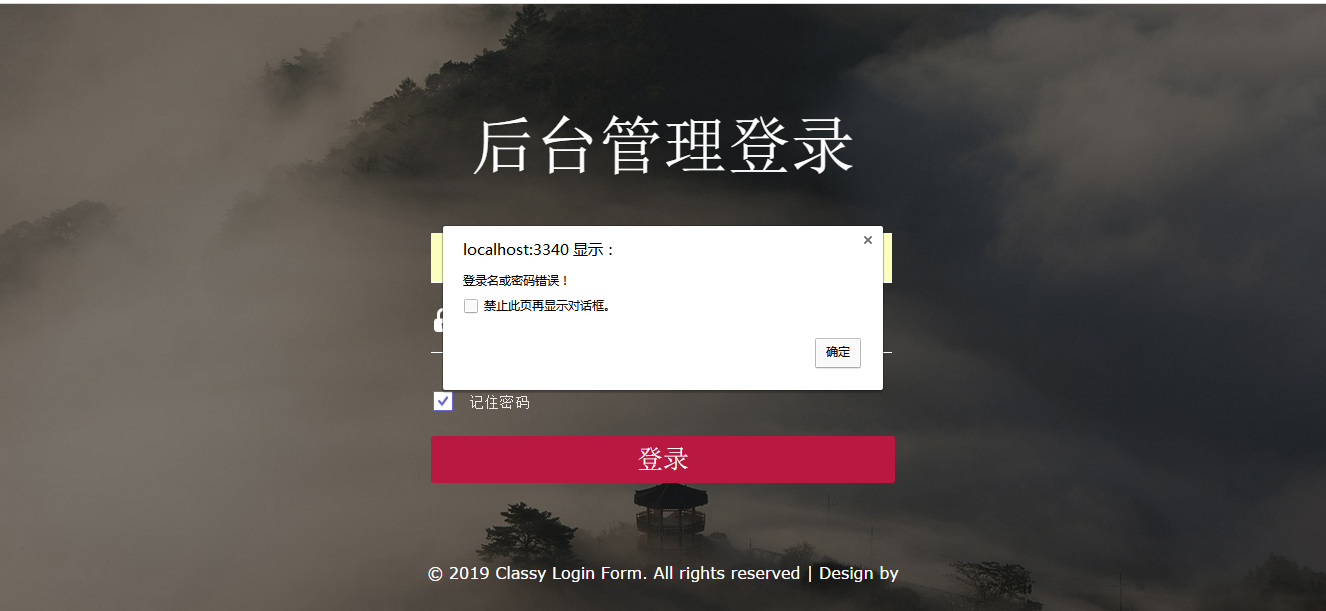 后台管理登录
localhost:3340 显示：
登录名或密码错误！
禁止此页再显示对话框。
确定
记住密码
登录
© 2019 Classy Login Form. All rights reserved | Design by